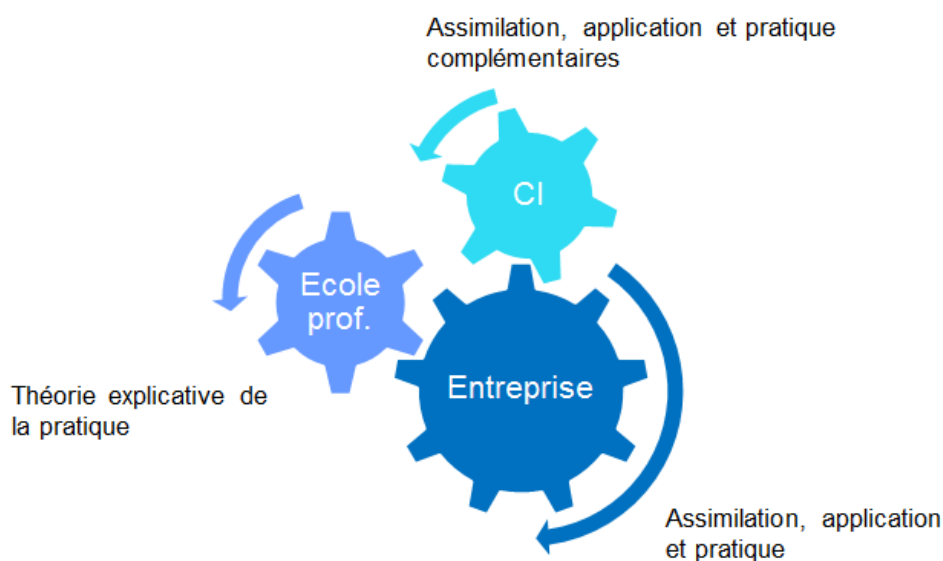 Assimilation, application et pratique
complémentaires
CI
Ecole
prof.
Entreprise
Théorie explicative de
la pratique
Assimilation, application
et pratique